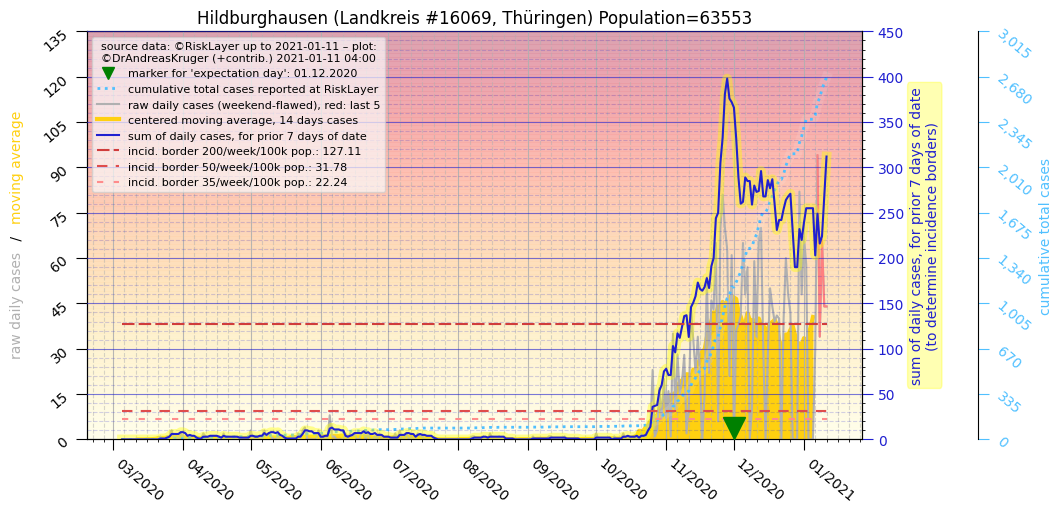 Hildburghausen (Landkreis #16069, Thüringen) Population=63553
source data: ©RiskLayer up to 2021-01-11 – plot:
©DrAndreasKruger (+contrib.) 2021-01-11 04:00
marker for 'expectation day': 01.12.2020
cumulative total cases reported at RiskLayer
raw daily cases (weekend-flawed), red: last 5
centered moving average, 14 days cases
sum of daily cases, for prior 7 days of date
incid. border 200/week/100k pop.: 127.11
incid. border 50/week/100k pop.: 31.78
incid. border 35/week/100k pop.: 22.24
raw daily cases / moving average
135
120
105
90
75
60
45
30
15
0
03/2020
04/2020
05/2020
06/2020
07/2020
08/2020
09/2020
10/2020
11/2020
12/2020
01/2021
450
400
350
300
250
200
150
100
50
0
sum of daily cases, for prior 7 days of date
(to determine incidence borders)
3,015
2,680
2,345
2,010
1,675
1,340
1,005
670
335
0
cumulative total cases